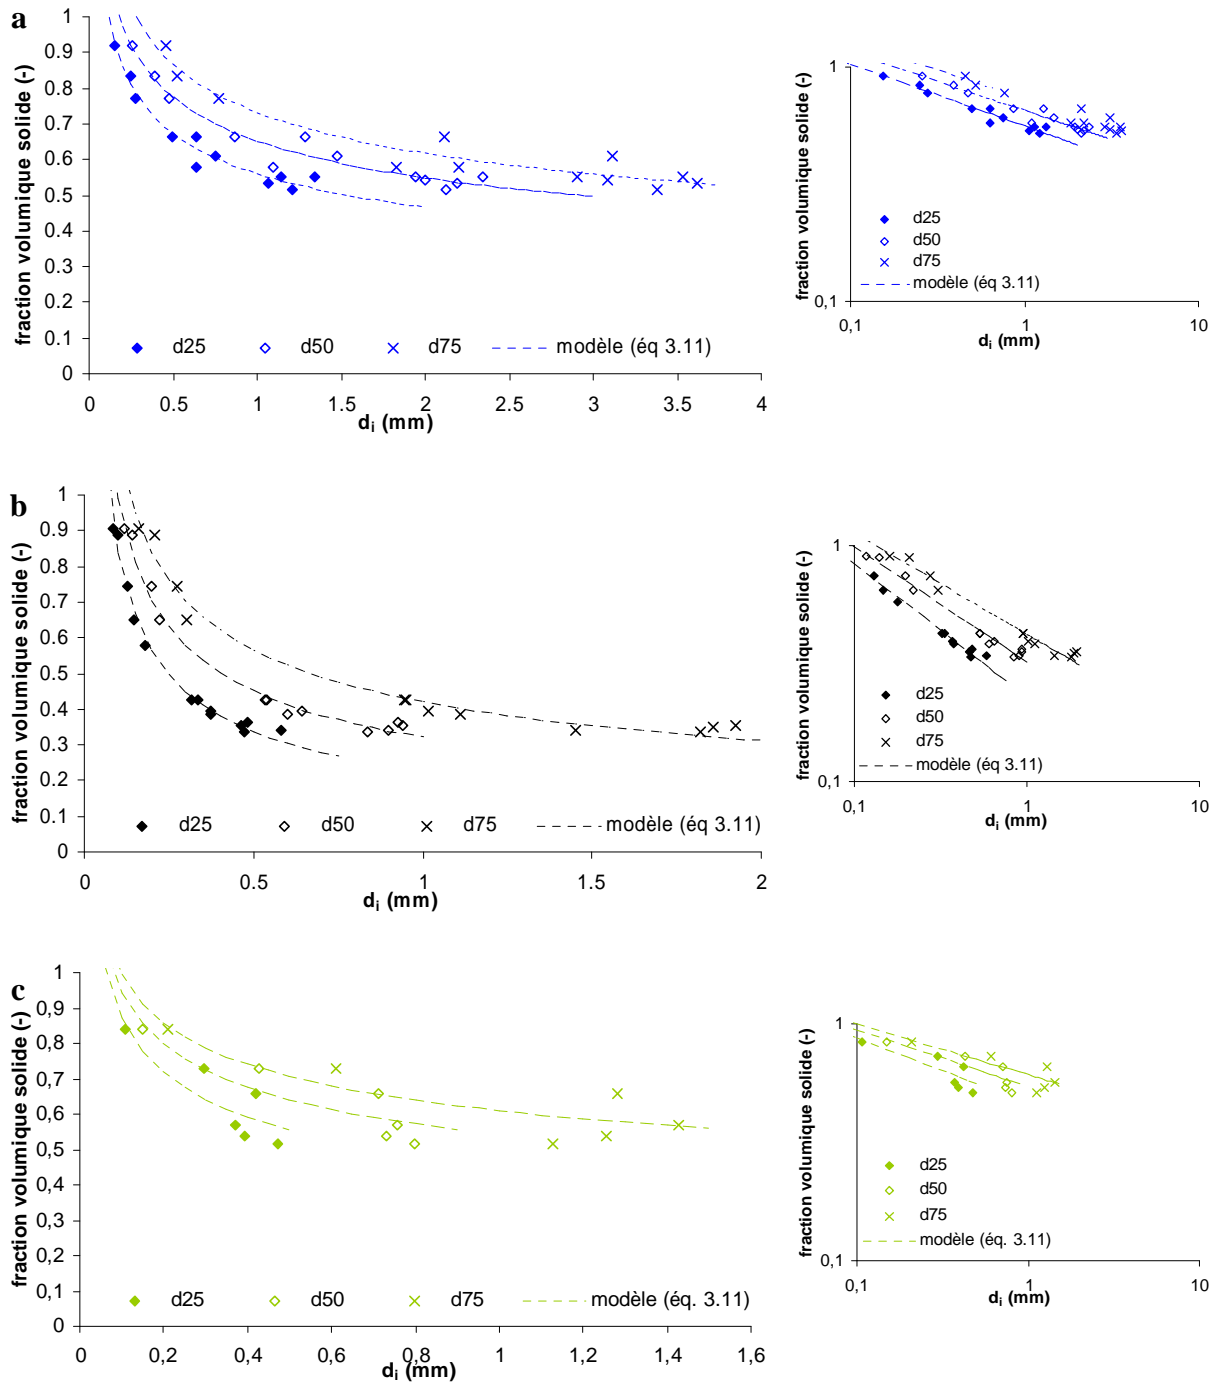 a
fraction volumique solide (-)
1
0.9
0.8
0.7
0.6
0.5
0.4
0.3
0.2
0.1
0
0 0.5 1 1.5 2 2.5 3 3.5 4
d25 d50 d75 modèle (éq 3.11)
di (mm)
fraction volumique solide (-)
1
0,1
0,1 1 10
d25
d50
d75
modèle (éq 3.11)
di (mm)
b
fraction volumique solide (-)
1
0.9
0.8
0.7
0.6
0.5
0.4
0.3
0.2
0.1
0
0 0.5 1 1.5 2
d25 d50 d75 modèle (éq 3.11)
di (mm)
fraction volumique solide (-)
1
0,1
0,1 1 10
d25
d50
d75
modèle (éq 3.11)
di (mm)
c
fraction volumique solide (-)
1
0,9
0,8
0,7
0,6
0,5
0,4
0,3
0,2
0,1
0
0 0,2 0,4 0,6 0,8 1 1,2 1,4 1,6
d25 d50 d75 modèle (éq. 3.11)
di (mm)
fraction volumique solide (-)
1
0,1
0,1 1 10
d25
d50
d75
modèle (éq. 3.11)
di (mm)